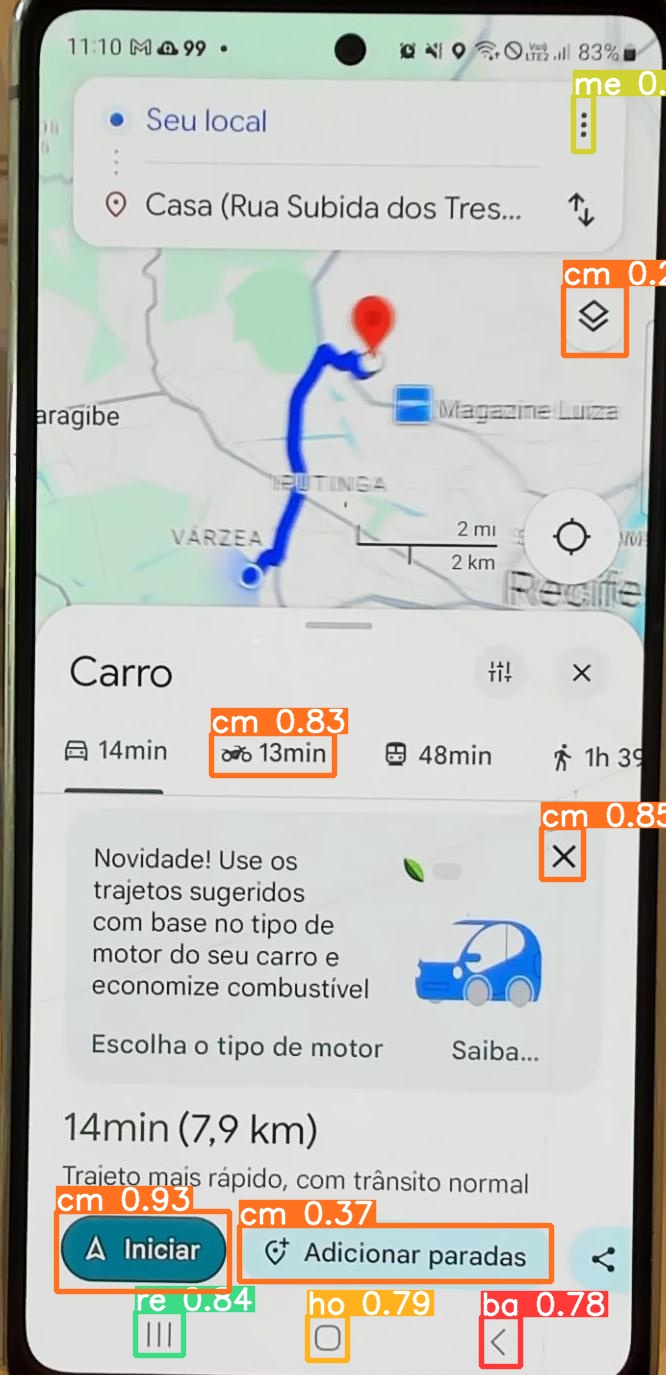 11:10 99 • VoI) LTE2 83%
me 0.
Seu local
Casa (Rua Subida dos Tres...
cm 0.2
aragibe
Magazine Luiza
IPUTINGA
VÁRZEA
2 mi
2 km
Recife
Carro
cm 0.83
14min 13min 48min 1h 39
cm 0.85
Novidade! Use os
trajetos sugeridos
com base no tipo de
motor do seu carro e
economize combustível
Escolha o tipo de motor Saiba...
14min (7,9 km)
Trajeto mais rápido, com trânsito normal
cm 0.93 cm 0.37
Iniciar Adicionar paradas
re 0.84 ho 0.79 ba 0.78